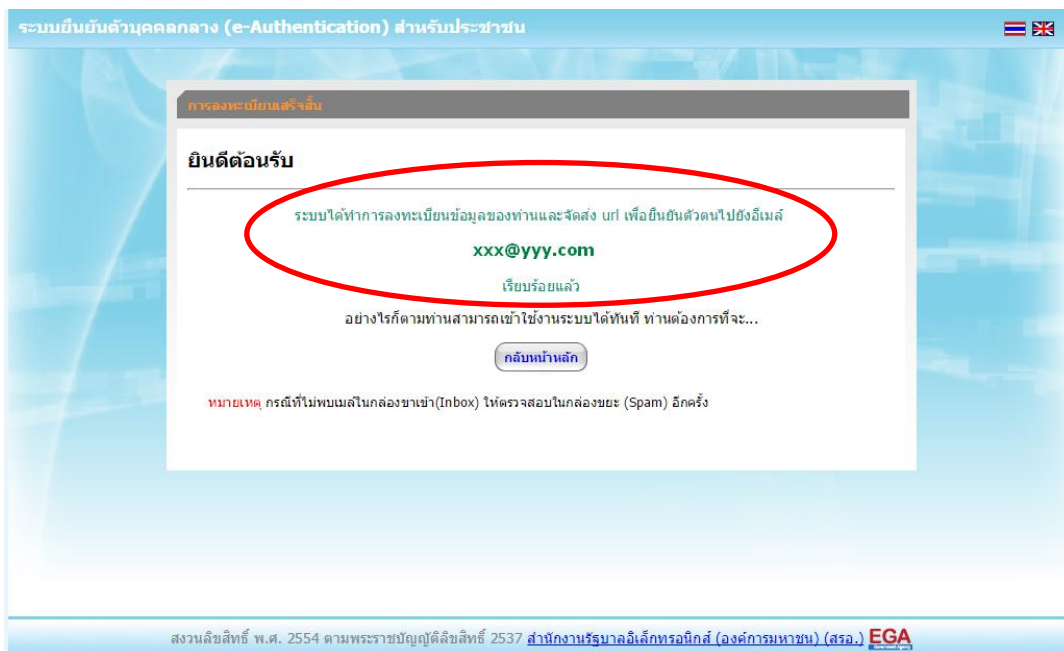 ระบบยืนยันตัวบุคคลกลาง (e-Authentication) สำหรับประชาชน
การลงทะเบียนเสร็จสิ้น
ยินดีต้อนรับ
ระบบได้ทำการลงทะเบียนข้อมูลของท่านและจัดส่ง url เพื่อยืนยันตัวตนไปยังอีเมล์
xxx@yyy.com
เรียบร้อยแล้ว
อย่างไรก็ตามท่านสามารถเข้าใช้งานระบบได้ทันที ท่านต้องการที่จะ...
กลับหน้าหลัก
หมายเหตุ กรณีที่ไม่พบเมล์ในกล่องขาเข้า(Inbox) ให้ตรวจสอบในกล่องขยะ (Spam) อีกครั้ง
สงวนลิขสิทธิ์ พ.ศ. 2554 ตามพระราชบัญญัติลิขสิทธิ์ 2537 สำนักงานรัฐบาลอิเล็กทรอนิกส์ (องค์การมหาชน) (สรอ.) EGA